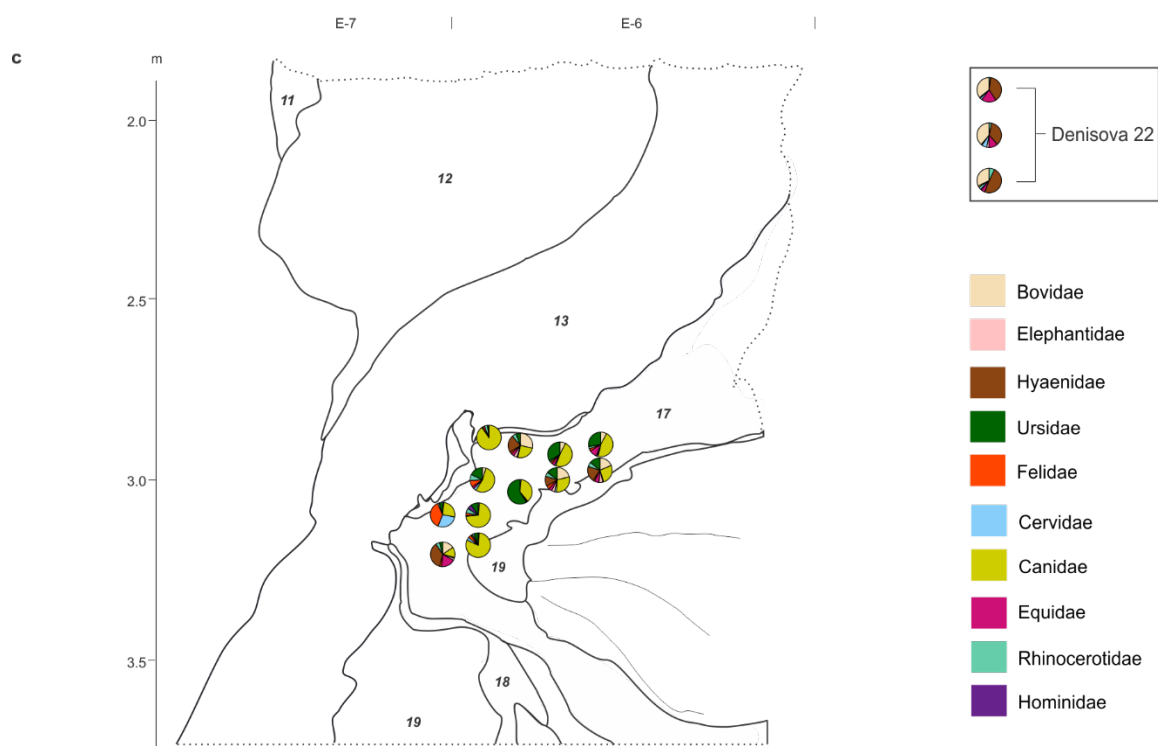 E-7 E-6
c
m
2.0
2.5
3.0
3.5
11
12
13
17
19
18
19
Denisova 22
Bovidae
Elephantidae
Hyaenidae
Ursidae
Felidae
Cervidae
Canidae
Equidae
Rhinocerotidae
Hominidae